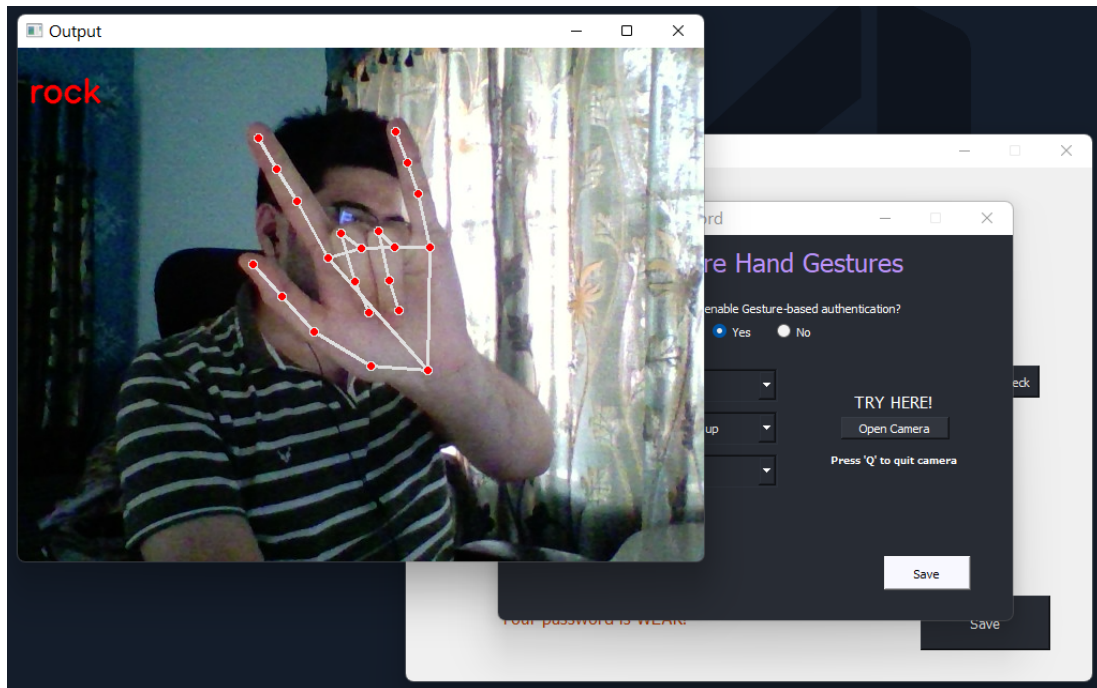 Output
rock
rd
re Hand Gestures
enable Gesture-based authentication?
Yes
No
eck
TRY HERE!
up
Open Camera
Press 'Q' to quit camera
Save
Your password is WEAK!
Save